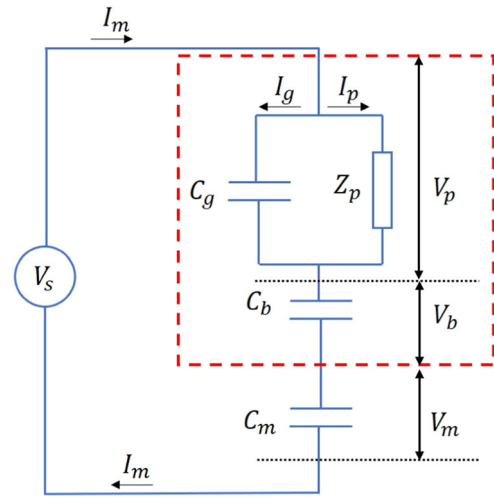 I_m
I_g I_p
C_g Z_p V_p
V_s
C_b V_b
C_m V_m
I_m